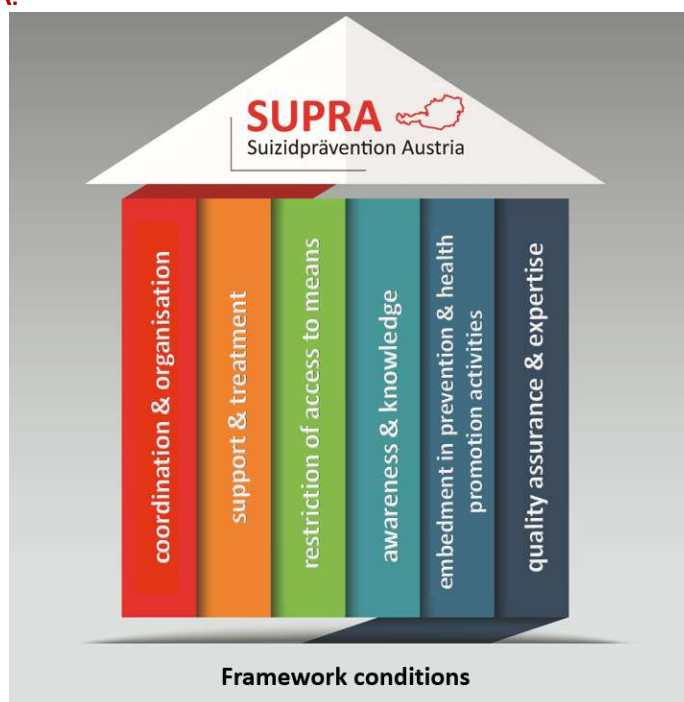 SUPRA
Suizidprävention Austria
coordination & organisation
support & treatment
restriction of access to means
awareness & knowledge
embedment in prevention & health
promotion activities
quality assurance & expertise
Framework conditions